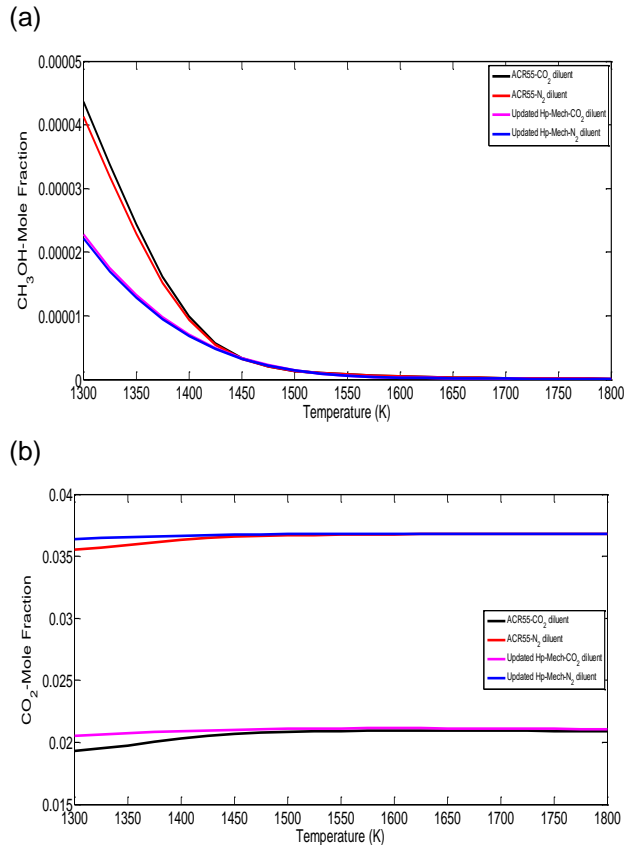 (a)
0.00005
0.00004
0.00003
0.00002
0.00001
0
CH3OH-Mole Fraction
ACR55-CO2 diluent
ACR55-N2 diluent
Updated Hp-Mech-CO2 diluent
Updated Hp-Mech-N2 diluent
1300 1350 1400 1450 1500 1550 1600 1650 1700 1750 1800
Temperature (K)
(b)
0.04
0.035
0.03
0.025
0.02
0.015
CO2-Mole Fraction
ACR55-CO2 diluent
ACR55-N2 diluent
Updated Hp-Mech-CO2 diluent
Updated Hp-Mech-N2 diluent
1300 1350 1400 1450 1500 1550 1600 1650 1700 1750 1800
Temperature (K)